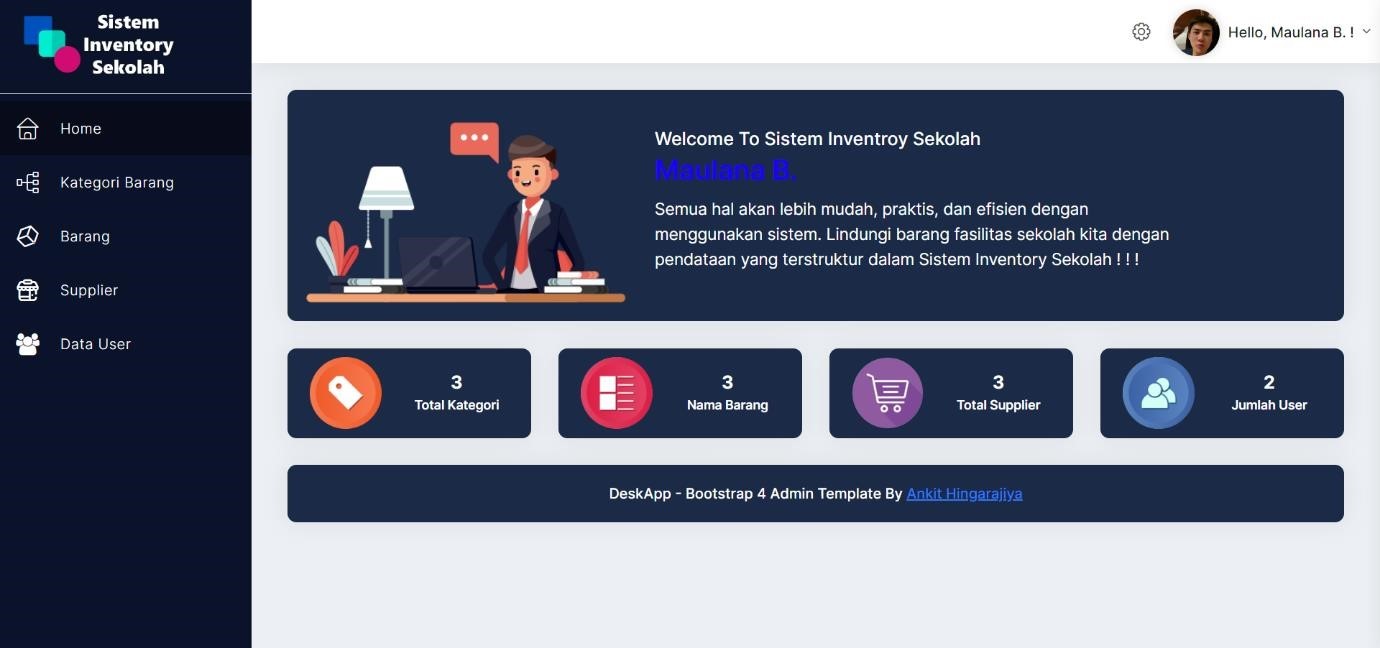 Sistem
Inventory
Sekolah
Hello, Maulana B. !
Home
Kategori Barang
Barang
Supplier
Data User
Welcome To Sistem Inventroy Sekolah
Maulana B.
Semua hal akan lebih mudah, praktis, dan efisien dengan
menggunakan sistem. Lindungi barang fasilitas sekolah kita dengan
pendataan yang terstruktur dalam Sistem Inventory Sekolah ! ! !
3
Total Kategori
3
Nama Barang
3
Total Supplier
2
Jumlah User
DeskApp - Bootstrap 4 Admin Template By Ankit Hingarajiya